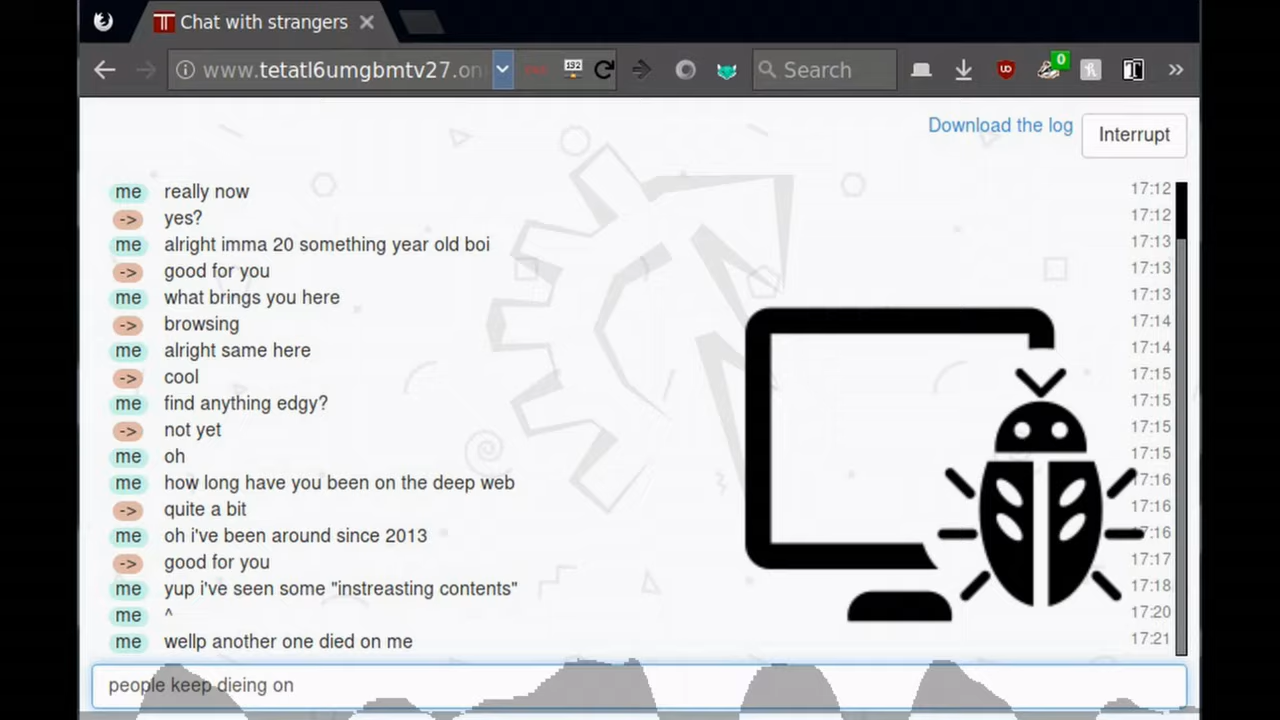 Chat with strangers
www.tetatl6umgbmtv27.on
192
Search
0
Download the log
Interrupt
me really now 17:12
-> yes? 17:12
me alright imma 20 something year old boi 17:13
-> good for you 17:13
me what brings you here 17:13
-> browsing 17:14
me alright same here 17:14
-> cool 17:15
me find anything edgy? 17:15
-> not yet 17:15
me oh 17:15
me how long have you been on the deep web 17:16
-> quite a bit 17:16
me oh i've been around since 2013 17:16
-> good for you 17:17
me yup i've seen some "instreasting contents" 17:18
me ^ 17:20
me wellp another one died on me 17:21
people keep dieing on